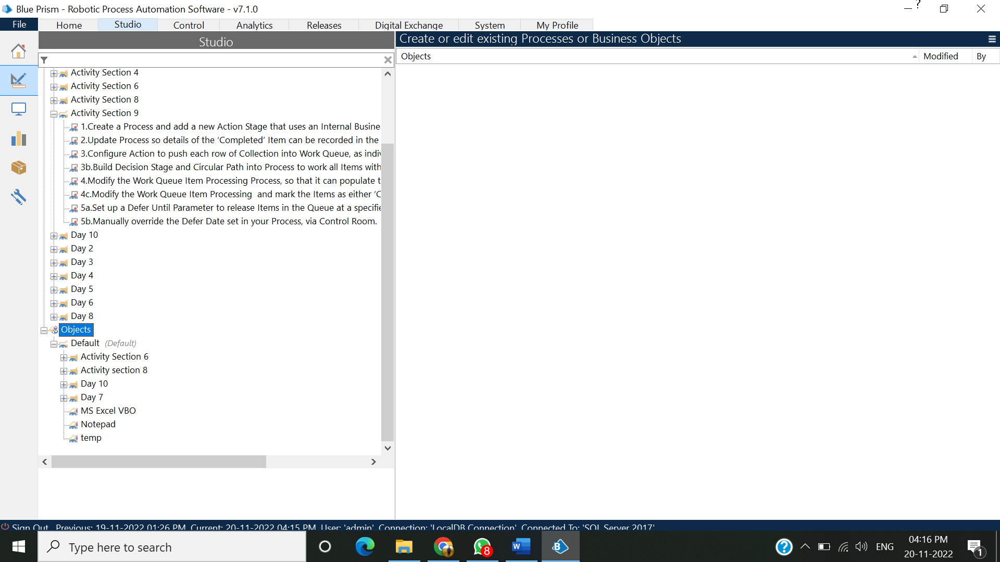 Blue Prism - Robotic Process Automation Software - v7.1.0
?
File Home Studio Control Analytics Releases Digital Exchange System My Profile
Studio
Create or edit existing Processes or Business Objects
Objects Modified By
Activity Section 4
Activity Section 6
Activity Section 8
Activity Section 9
1.Create a Process and add a new Action Stage that uses an Internal Busine
2.Update Process so details of the ‘Completed’ Item can be recorded in the
3.Configure Action to push each row of Collection into Work Queue, as indiv
3b.Build Decision Stage and Circular Path into Process to work all Items with
4.Modify the Work Queue Item Processing Process, so that it can populate t
4c.Modify the Work Queue Item Processing  and mark the Items as either ‘C
5a.Set up a Defer Until Parameter to release Items in the Queue at a specifie
5b.Manually override the Defer Date set in your Process, via Control Room.
Day 10
Day 2
Day 3
Day 4
Day 5
Day 6
Day 8
Objects
Default (Default)
Activity Section 6
Activity section 8
Day 10
Day 7
MS Excel VBO
Notepad
temp
Sign Out Previous: 19-11-2022 01:26 PM Current: 20-11-2022 04:15 PM User: 'admin' Connection: 'LocalDB Connection' Connected To: 'SQL Server 2017'
Type here to search
8
W
B
?
ENG
04:16 PM
20-11-2022
1